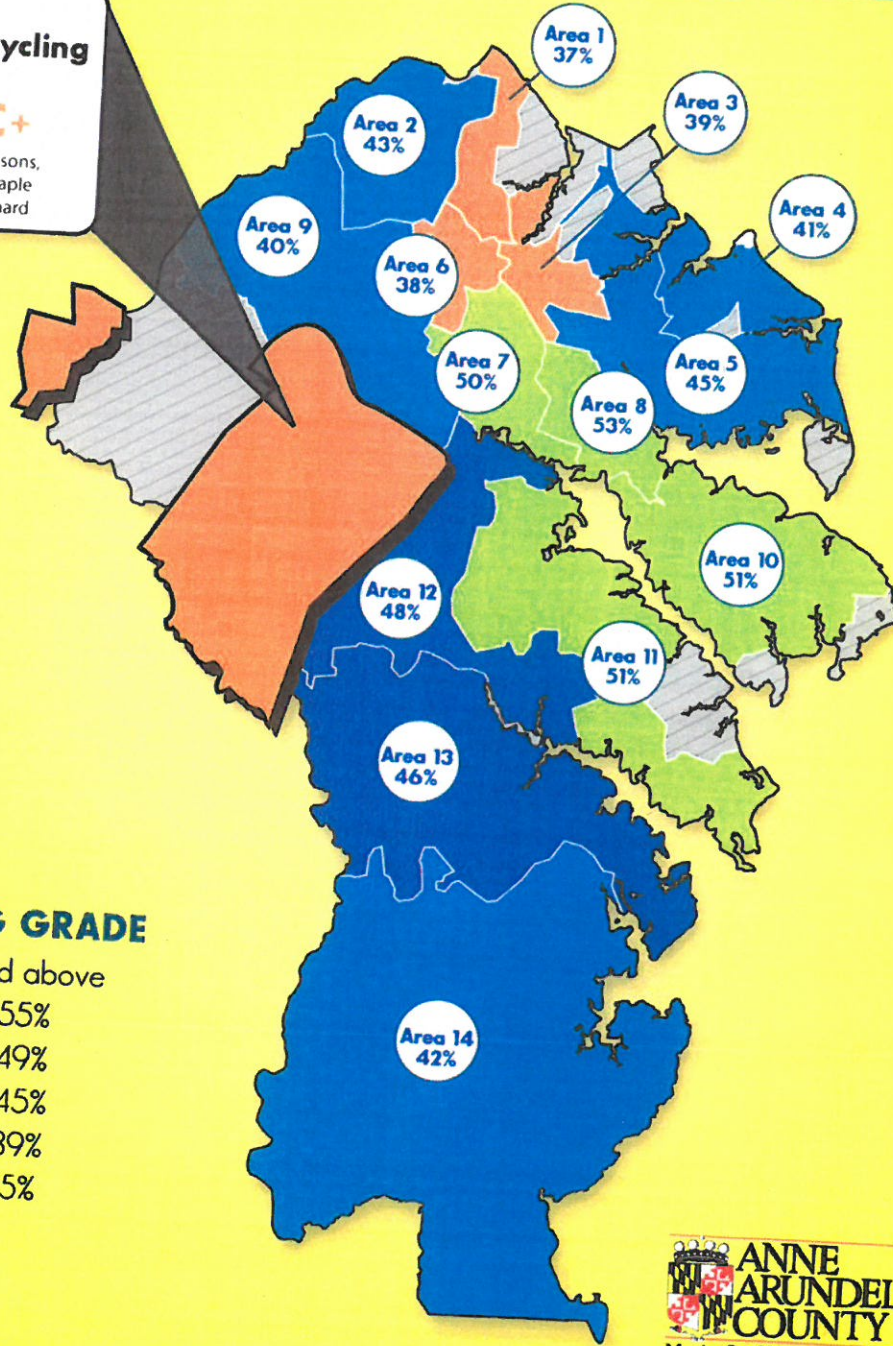 ycling
C+
sons,
aple
ard
Area 1
37%
Area 2
43%
Area 3
39%
Area 4
41%
Area 9
40%
Area 6
38%
Area 7
50%
Area 5
45%
Area 8
53%
Area 10
51%
Area 12
48%
Area 11
51%
Area 13
46%
Area 14
42%
G GRADE
d above
55%
49%
45%
39%
5%
ANNE
ARUNDEL
COUNTY